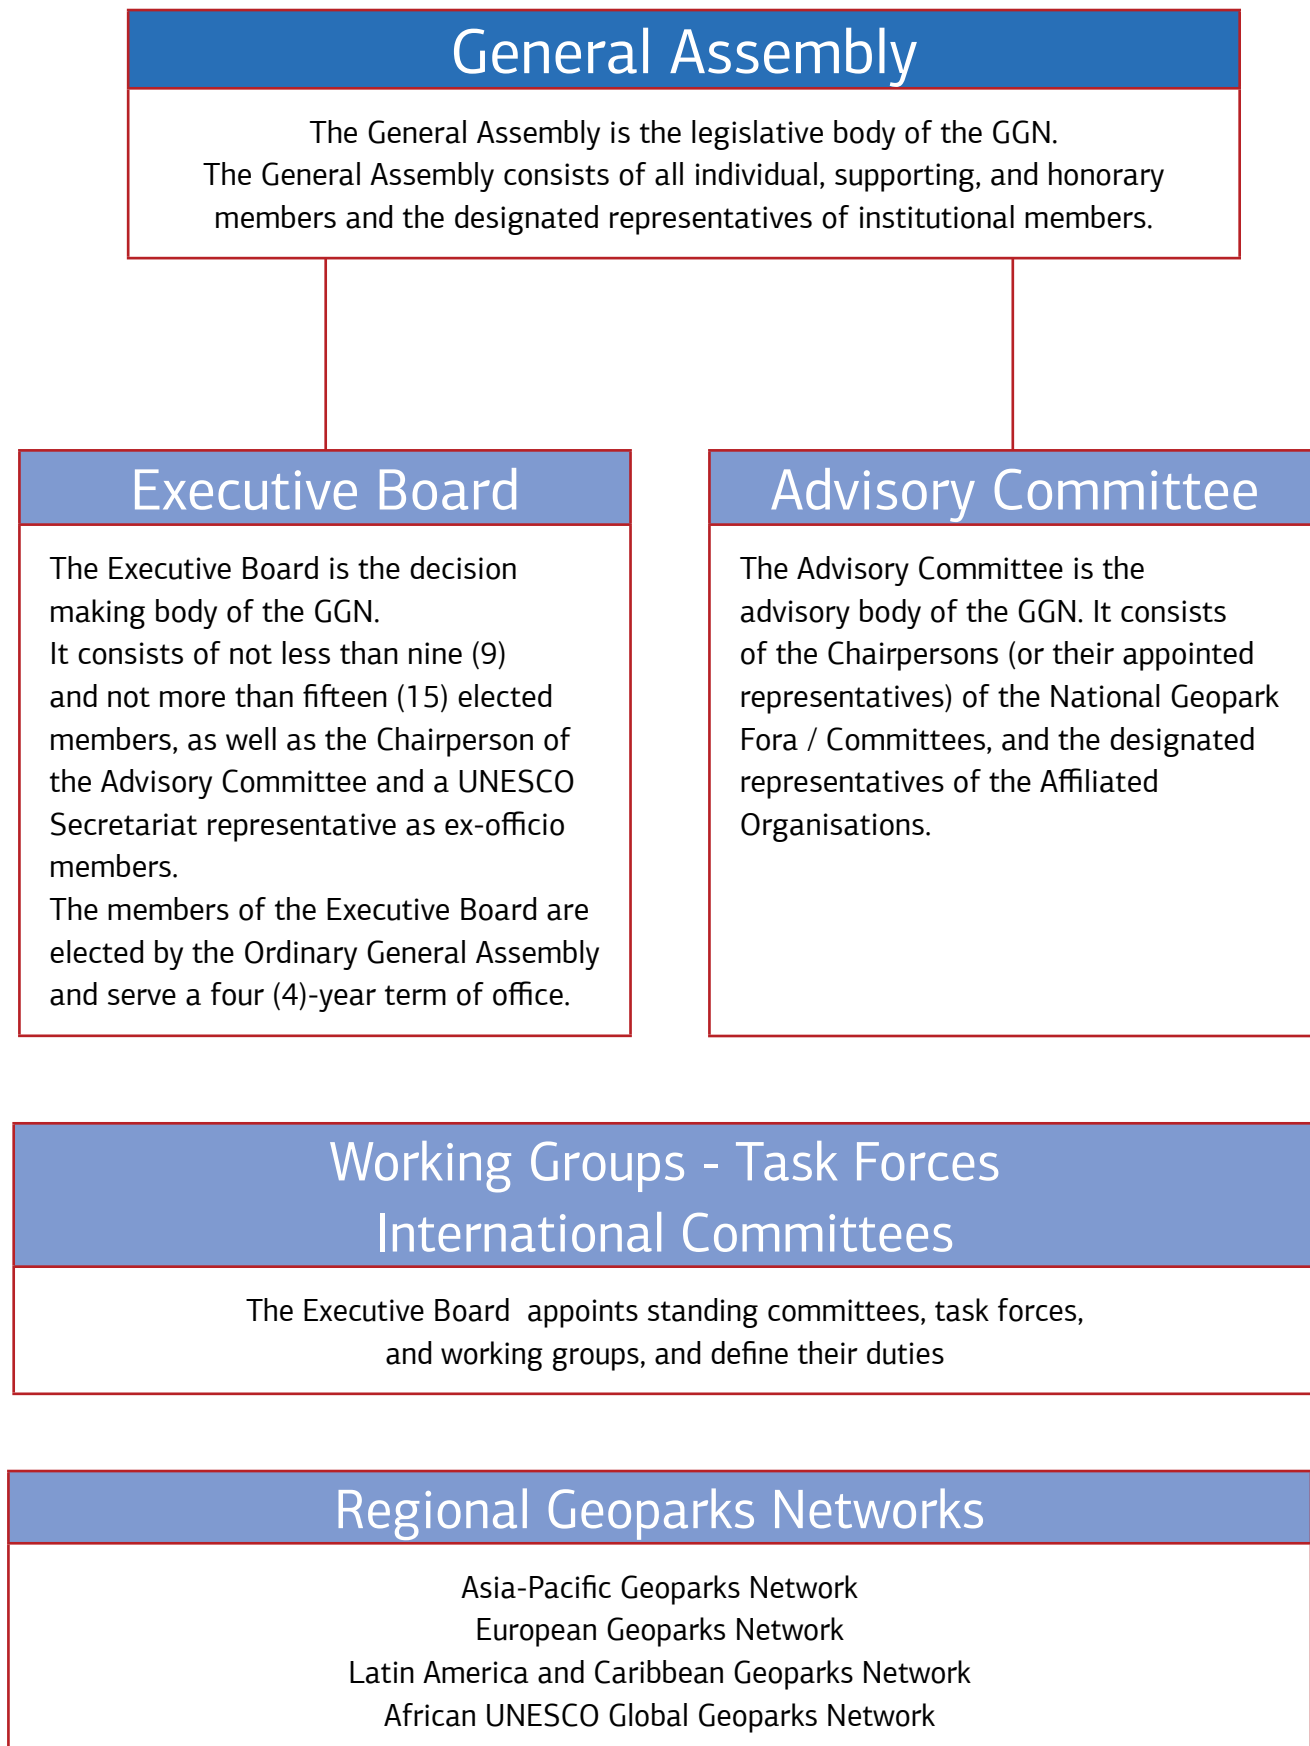 General Assembly
The General Assembly is the legislative body of the GGN.
The General Assembly consists of all individual, supporting, and honorary
members and the designated representatives of institutional members.
Executive Board
The Executive Board is the decision
making body of the GGN.
It consists of not less than nine (9)
and not more than fifteen (15) elected
members, as well as the Chairperson of
the Advisory Committee and a UNESCO
Secretariat representative as ex-officio
members.
The members of the Executive Board are
elected by the Ordinary General Assembly
and serve a four (4)-year term of office.
Advisory Committee
The Advisory Committee is the
advisory body of the GGN. It consists
of the Chairpersons (or their appointed
representatives) of the National Geopark
Fora / Committees, and the designated
representatives of the Affiliated
Organisations.
Working Groups - Task Forces
International Committees
The Executive Board  appoints standing committees, task forces,
and working groups, and define their duties
Regional Geoparks Networks
Asia-Pacific Geoparks Network
European Geoparks Network
Latin America and Caribbean Geoparks Network
African UNESCO Global Geoparks Network